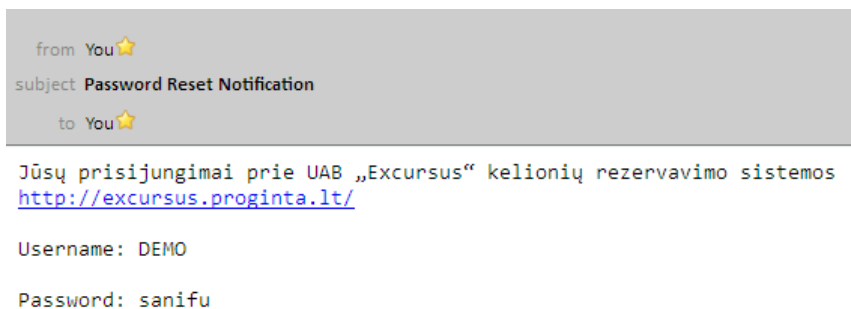 from You
subject Password Reset Notification
to You
Jūsų prisijungimai prie UAB „Excursus“ kelionių rezervavimo sistemos
http://excursus.proginta.lt/
Username: DEMO
Password: sanifu